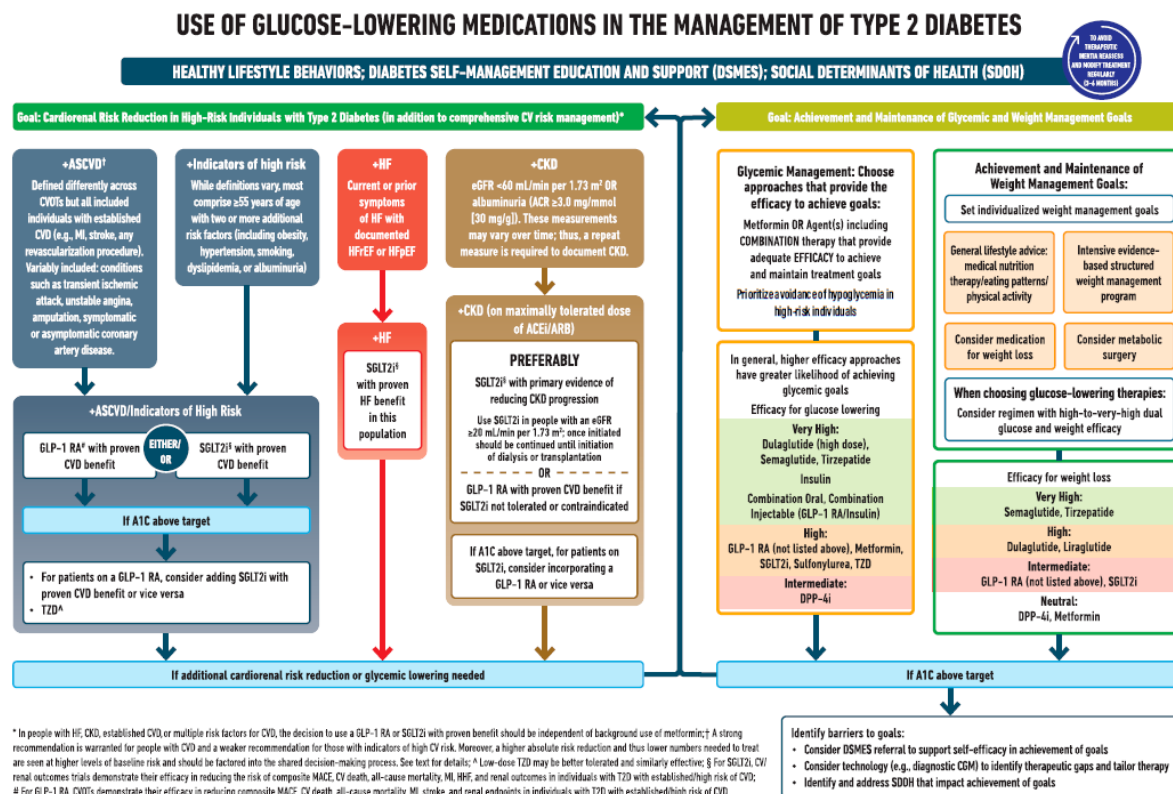 USE OF GLUCOSE-LOWERING MEDICATIONS IN THE MANAGEMENT OF TYPE 2 DIABETES
TO AVOID
THERAPEUTIC
INERTIA REASSESS
AND MODIFY TREATMENT
REGULARLY
(3-6 MONTHS)
HEALTHY LIFESTYLE BEHAVIORS; DIABETES SELF-MANAGEMENT EDUCATION AND SUPPORT (DSMES); SOCIAL DETERMINANTS OF HEALTH (SDOH)
Goal: Cardiorenal Risk Reduction in High-Risk Individuals with Type 2 Diabetes (in addition to comprehensive CV risk management)*
+ASCVD†
Defined differently across
CVOTs but all included
individuals with established
CVD (e.g., MI, stroke, any
revascularization procedure).
Variably included: conditions
such as transient ischemic
attack, unstable angina,
amputation, symptomatic
or asymptomatic coronary
artery disease.
+Indicators of high risk
While definitions vary, most
comprise ≥55 years of age
with two or more additional
risk factors (including obesity,
hypertension, smoking,
dyslipidemia, or albuminuria)
+HF
Current or prior
symptoms
of HF with
documented
HFrEF or HFpEF
+CKD
eGFR <60 mL/min per 1.73 m² OR
albuminuria (ACR ≥3.0 mg/mmol
[30 mg/g]). These measurements
may vary over time; thus, a repeat
measure is required to document CKD.
+ASCVD/Indicators of High Risk
GLP-1 RA# with proven
CVD benefit
EITHER/
OR
SGLT2i§ with proven
CVD benefit
If A1C above target
• For patients on a GLP-1 RA, consider adding SGLT2i with
proven CVD benefit or vice versa
• TZD^
+HF
SGLT2i§
with proven
HF benefit
in this
population
+CKD (on maximally tolerated dose
of ACEi/ARB)
PREFERABLY
SGLT2i§ with primary evidence of
reducing CKD progression
Use SGLT2i in people with an eGFR
≥20 mL/min per 1.73 m²; once initiated
should be continued until initiation
of dialysis or transplantation
OR
GLP-1 RA with proven CVD benefit if
SGLT2i not tolerated or contraindicated
If A1C above target, for patients on
SGLT2i, consider incorporating a
GLP-1 RA or vice versa
If additional cardiorenal risk reduction or glycemic lowering needed
Goal: Achievement and Maintenance of Glycemic and Weight Management Goals
Glycemic Management: Choose
approaches that provide the
efficacy to achieve goals:
Metformin OR Agent(s) including
COMBINATION therapy that provide
adequate EFFICACY to achieve
and maintain treatment goals
Prioritize avoidance of hypoglycemia in
high-risk individuals
In general, higher efficacy approaches
have greater likelihood of achieving
glycemic goals
Efficacy for glucose lowering
Very High:
Dulaglutide (high dose),
Semaglutide, Tirzepatide
Insulin
Combination Oral, Combination
Injectable (GLP-1 RA/Insulin)
High:
GLP-1 RA (not listed above), Metformin,
SGLT2i, Sulfonylurea, TZD
Intermediate:
DPP-4i
Achievement and Maintenance of
Weight Management Goals:
Set individualized weight management goals
General lifestyle advice:
medical nutrition
therapy/eating patterns/
physical activity
Intensive evidence-
based structured
weight management
program
Consider medication
for weight loss
Consider metabolic
surgery
When choosing glucose-lowering therapies:
Consider regimen with high-to-very-high dual
glucose and weight efficacy
Efficacy for weight loss
Very High:
Semaglutide, Tirzepatide
High:
Dulaglutide, Liraglutide
Intermediate:
GLP-1 RA (not listed above), SGLT2i
Neutral:
DPP-4i, Metformin
If A1C above target
Identify barriers to goals:
• Consider DSMES referral to support self-efficacy in achievement of goals
• Consider technology (e.g., diagnostic CGM) to identify therapeutic gaps and tailor therapy
• Identify and address SDOH that impact achievement of goals
* In people with HF, CKD, established CVD, or multiple risk factors for CVD, the decision to use a GLP-1 RA or SGLT2i with proven benefit should be independent of background use of metformin; † A strong
recommendation is warranted for people with CVD and a weaker recommendation for those with indicators of high CV risk. Moreover, a higher absolute risk reduction and thus lower numbers needed to treat
are seen at higher levels of baseline risk and should be factored into the shared decision-making process. See text for details; ^ Low-dose TZD may be better tolerated and similarly effective; § For SGLT2i, CV/
renal outcomes trials demonstrate their efficacy in reducing the risk of composite MACE, CV death, all-cause mortality, MI, HHF, and renal outcomes in individuals with T2D with established/high risk of CVD;
# For GLP-1 RA, CVOTs demonstrate their efficacy in reducing composite MACE, CV death, all-cause mortality, MI, stroke, and renal endpoints in individuals with T2D with established/high risk of CVD.